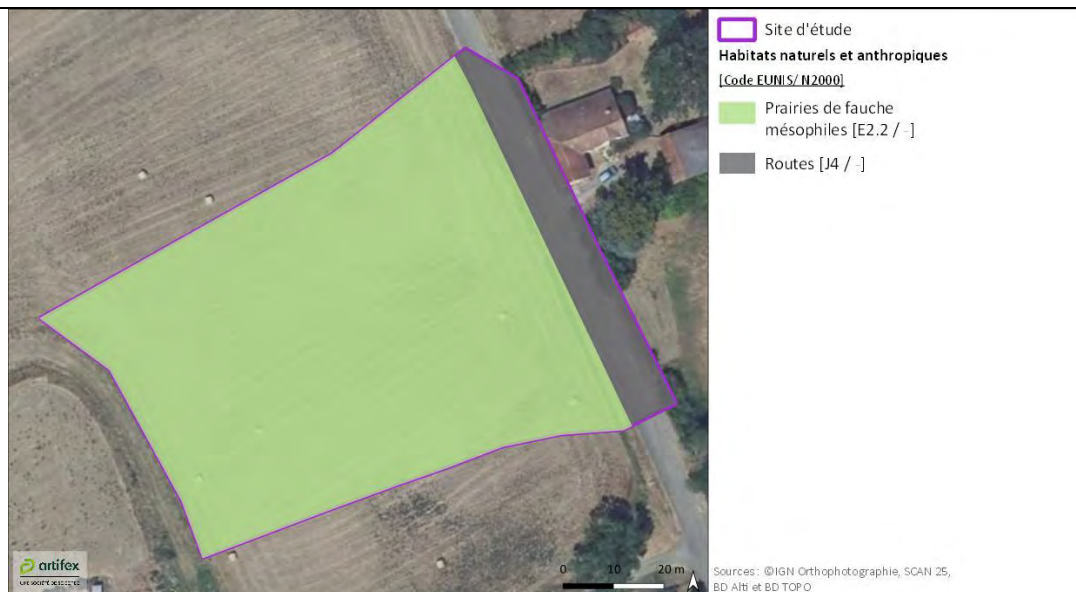 Site d'étude
Habitats naturels et anthropiques
[Code EUNIS/ N2000]
Prairies de fauche
mésophiles [E2.2 / -]
Routes [J4 / -]
artifex
0 10 20 m
Sources : ©IGN Orthophotographie, SCAN 25,
BD Alti et BD TOPO